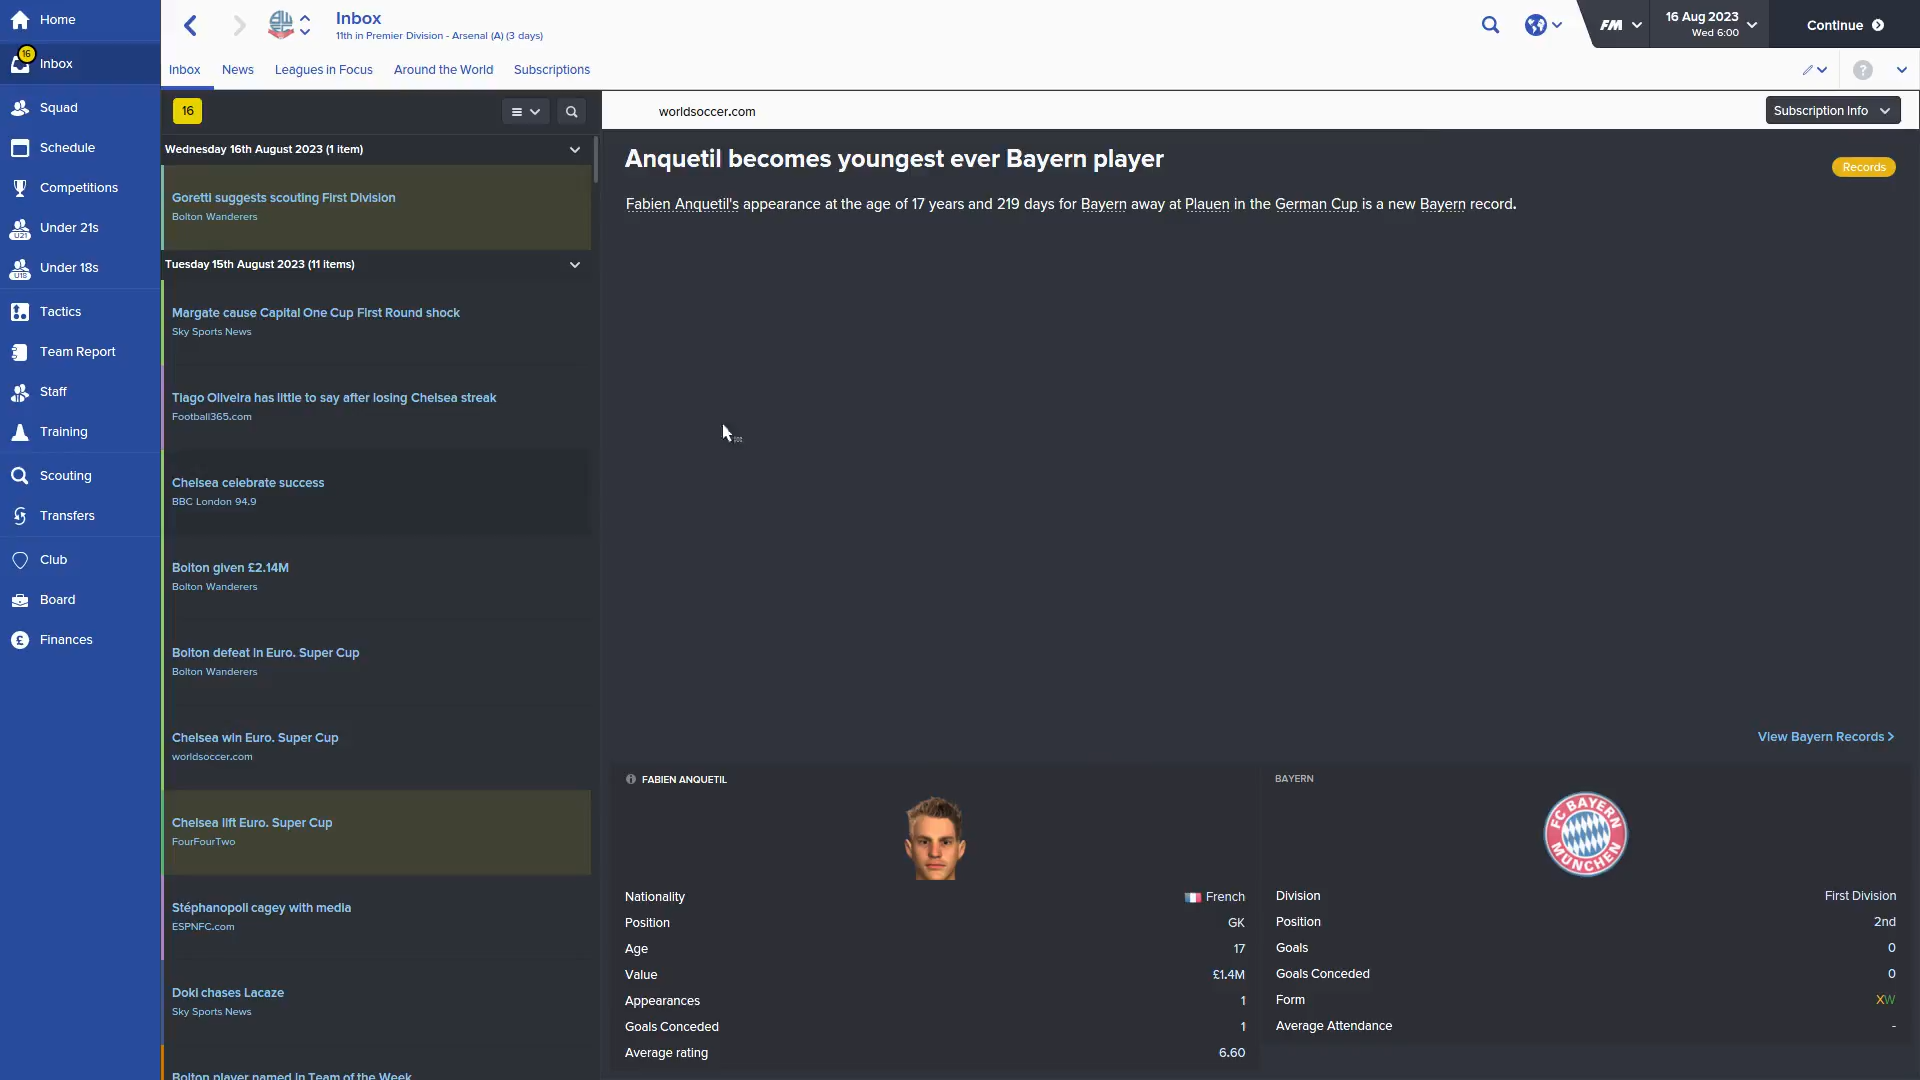 Home
16
Inbox
Squad
Schedule
Competitions
U21
Under 21s
U18
Under 18s
Tactics
Team Report
Staff
Training
Scouting
Transfers
Club
Board
£
Finances
Inbox
11th in Premier Division - Arsenal (A) (3 days)
FM
16 Aug 2023
Wed 6:00
Continue
Inbox News Leagues in Focus Around the World Subscriptions
?
16
Wednesday 16th August 2023 (1 item)
Goretti suggests scouting First Division
Bolton Wanderers
Tuesday 15th August 2023 (11 items)
Margate cause Capital One Cup First Round shock
Sky Sports News
Tiago Oliveira has little to say after losing Chelsea streak
Football365.com
Chelsea celebrate success
BBC London 94.9
Bolton given £2.14M
Bolton Wanderers
Bolton defeat in Euro. Super Cup
Bolton Wanderers
Chelsea win Euro. Super Cup
worldsoccer.com
Chelsea lift Euro. Super Cup
FourFourTwo
Stéphanopoli cagey with media
ESPNFC.com
Doki chases Lacaze
Sky Sports News
Bolton player named in Team of the Week
worldsoccer.com
Subscription Info
Anquetil becomes youngest ever Bayern player
Records
Fabien Anquetil's appearance at the age of 17 years and 219 days for Bayern away at Plauen in the German Cup is a new Bayern record.
View Bayern Records >
FABIEN ANQUETIL
Nationality French
Position GK
Age 17
Value £1.4M
Appearances 1
Goals Conceded 1
Average rating 6.60
BAYERN
FC BAYERN
MÜNCHEN
Division First Division
Position 2nd
Goals 0
Goals Conceded 0
Form XW
Average Attendance -